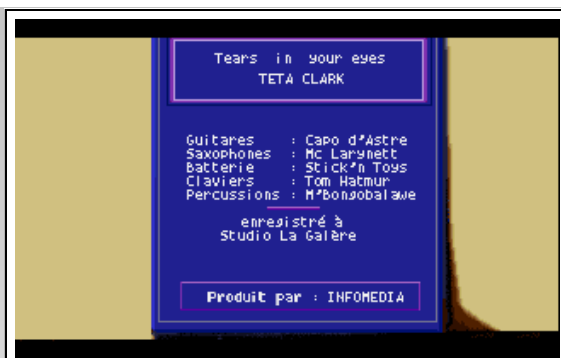 Tears in your eyes
TETA CLARK
Guitares : Capo d'Astre
Saxophones : Mc Larynett
Batterie : Stick'n Toys
Claviers : Tom Hatmur
Percussions : M'Bongobalawe
enregistré à
Studio La Galère
Produit par : INFOMEDIA